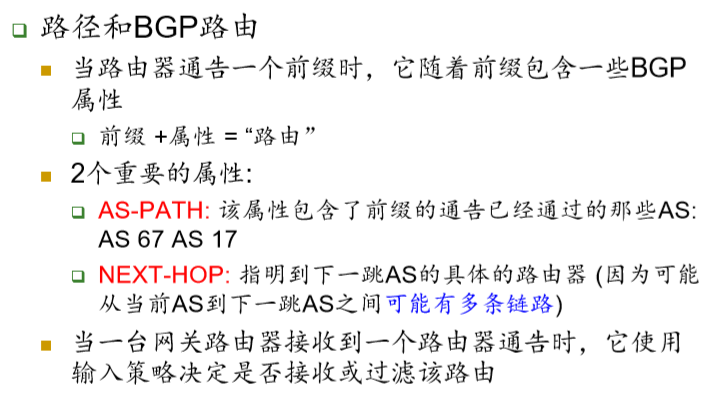 路径和BGP路由
当路由器通告一个前缀时，它随着前缀包含一些BGP
属性
前缀 +属性 = “路由”
2个重要的属性:
AS-PATH: 该属性包含了前缀的通告已经通过的那些AS:
AS 67 AS 17
NEXT-HOP: 指明到下一跳AS的具体的路由器 (因为可能
从当前AS到下一跳AS之间可能有多条链路)
当一台网关路由器接收到一个路由器通告时，它使用
输入策略决定是否接收或过滤该路由